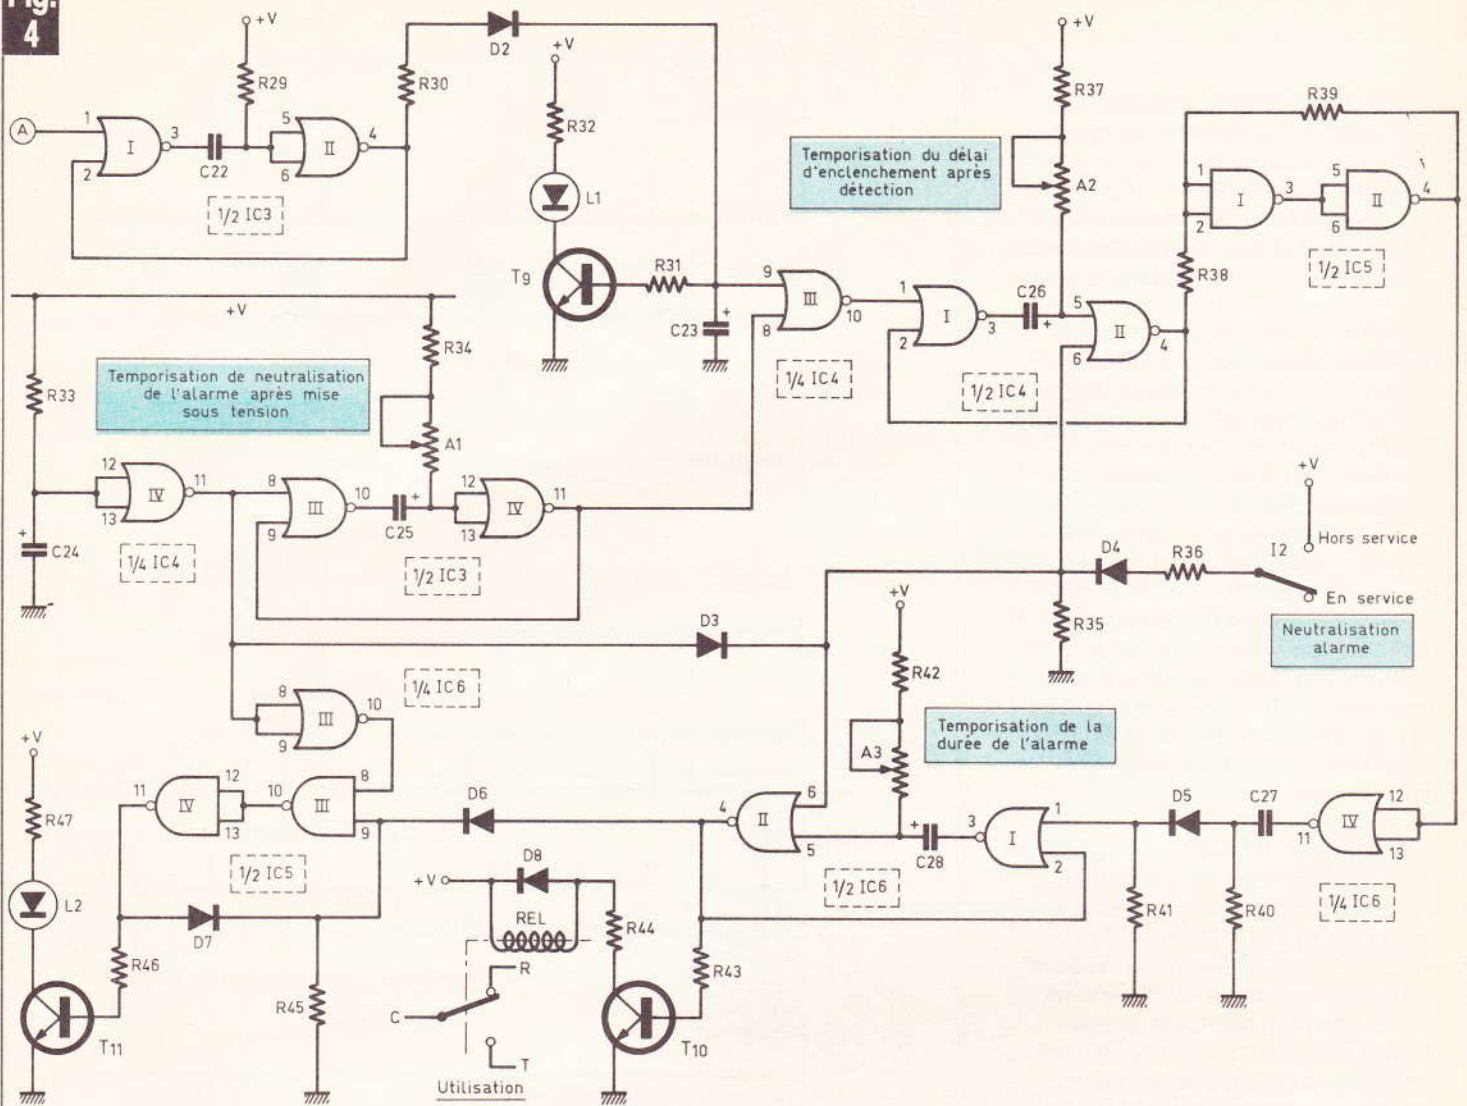 Fig.
4
+V
R29
A
1
2
I
3
C22
5
6
II
4
1/2 IC3
R30
D2
+V
R32
L1
T9
R31
C23
+V
R37
Temporisation du délai
d'enclenchement après
détection
A2
R39
1
2
I
3
5
6
II
4
1/2 IC5
R38
9
8
III
10
1/4 IC4
1
2
I
3
C26
+
5
6
II
4
1/2 IC4
+V
R33
R34
Temporisation de neutralisation
de l'alarme après mise
sous tension
A1
12
13
IV
11
+
C24
1/4 IC4
8
9
III
10
C25
+
12
13
IV
11
1/2 IC3
D3
D4
R36
I2
+V
Hors service
En service
Neutralisation
alarme
R35
+V
R42
A3
Temporisation de la
durée de l'alarme
1/4 IC6
8
9
III
10
+V
R47
L2
T11
11
IV
12
13
10
III
8
9
1/2 IC5
D6
D7
R46
R45
4
II
6
5
+
C28
3
I
1
2
1/2 IC6
D5
C27
11
IV
12
13
1/4 IC6
R41
R40
+V
D8
REL
R44
R43
T10
R
C
T
Utilisation